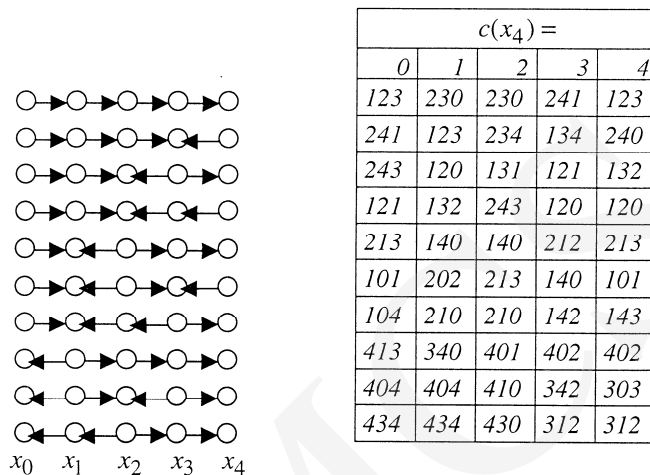 c(x₄) =
0 1 2 3 4
123 230 230 241 123
241 123 234 134 240
243 120 131 121 132
121 132 243 120 120
213 140 140 212 213
101 202 213 140 101
104 210 210 142 143
413 340 401 402 402
404 404 410 342 303
434 434 430 312 312
x₀ x₁ x₂ x₃ x₄